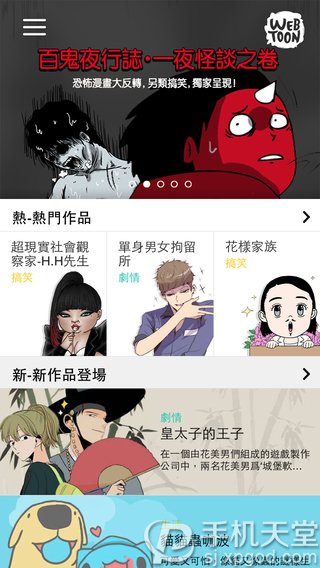 WEB
TOON
百鬼夜行誌·一夜怪談之卷
恐怖漫畫大反轉,另類搞笑,獨家呈現!
熱-熱門作品
超現實社會觀
察家-H.H先生
搞笑
單身男女拘留
所
劇情
花樣家族
搞笑
新-新作品登場
劇情
皇太子的王子
在一個由花美男們組成的遊戲製作
公司中,兩名花美男爲‘城堡軟...
貓貓蟲咖波
手机天堂